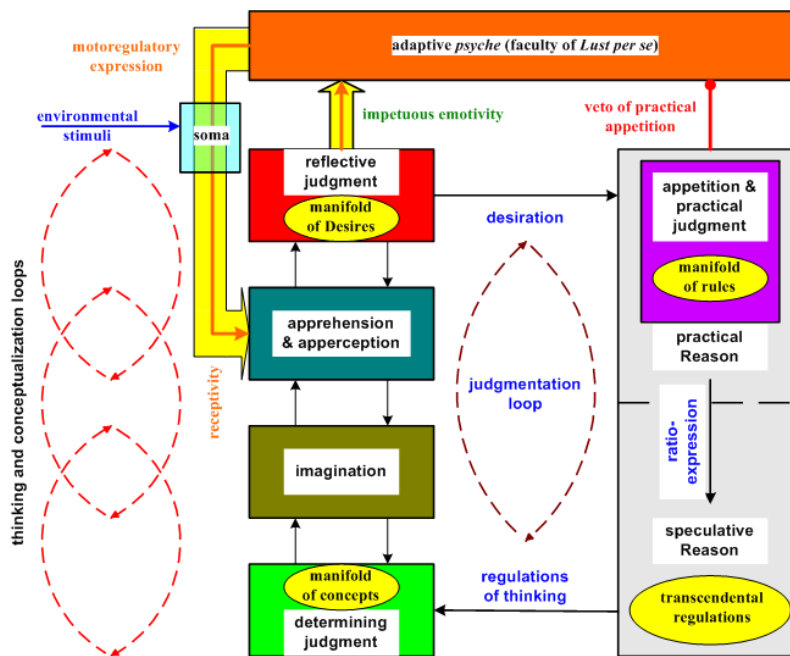 adaptive psyche (faculty of Lust per se)
motoregulatory
expression
environmental
stimuli
soma
impetuous emotivity
veto of practical
appetition
reflective
judgment
manifold
of Desires
desiration
appetition &
practical
judgment
manifold
of rules
practical
Reason
apprehension
& apperception
receptivity
judgmentation
loop
thinking and conceptualization loops
imagination
ratio-
expression
speculative
Reason
manifold
of concepts
determining
judgment
regulations
of thinking
transcendental
regulations